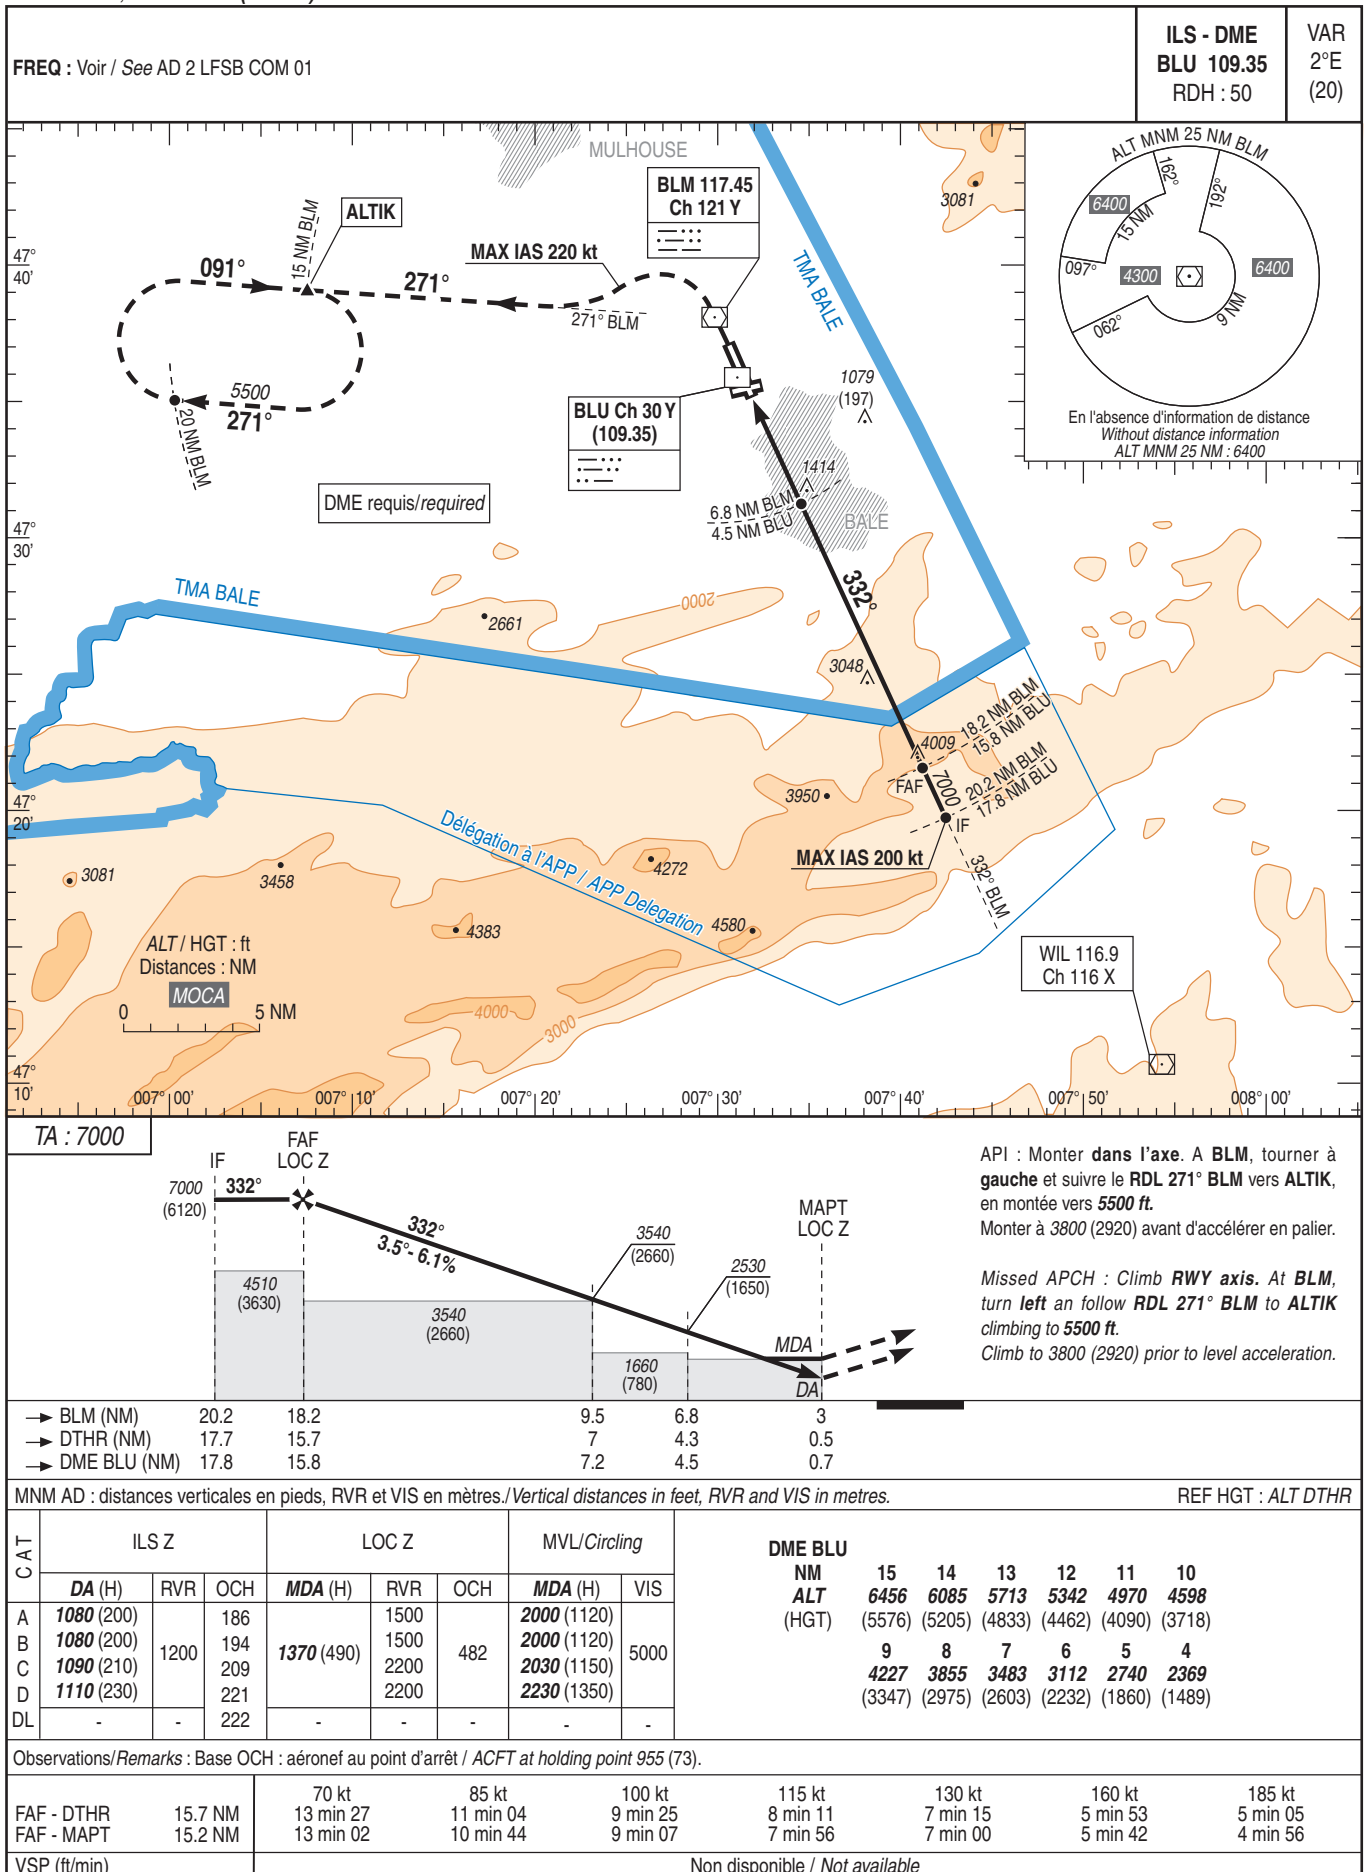 FREQ : Voir / See AD 2 LFSB COM 01
ILS - DME
BLU 109.35
RDH : 50
VAR
2°E
(20)
MULHOUSE
BLM 117.45
Ch 121 Y
3081
ALT MNM 25 NM BLM
162°
192°
6400
15 NM
097°
4300
6400
062°
9 NM
En l'absence d'information de distance
Without distance information
ALT MNM 25 NM : 6400
ALTIK
15 NM BLM
091°
271°
MAX IAS 220 kt
271° BLM
TMA BALE
47°
40'
5500
271°
20 NM BLM
BLU Ch 30 Y
(109.35)
1079
(197)
1414
DME requis/required
6.8 NM BLM
4.5 NM BLU
BALE
47°
30'
332°
TMA BALE
2000
2661
3048
18.2 NM BLM
15.8 NM BLU
4009
FAF
7000
20.2 NM BLM
17.8 NM BLU
IF
3950
47°
20'
Délégation à l'APP / APP Delegation
MAX IAS 200 kt
332° BLM
3081
3458
4272
4383
4580
ALT / HGT : ft
Distances : NM
MOCA
0
5 NM
4000
3000
WIL 116.9
Ch 116 X
47°
10'
007° 00'
007° 10'
007° 20'
007° 30'
007° 40'
007° 50'
008° 00'
TA : 7000
IF
FAF
LOC Z
7000
(6120)
332°
332°
3.5°- 6.1%
3540
(2660)
2530
(1650)
MAPT
LOC Z
4510
(3630)
3540
(2660)
1660
(780)
MDA
DA
API : Monter dans l'axe. A BLM, tourner à
gauche et suivre le RDL 271° BLM vers ALTIK,
en montée vers 5500 ft.
Monter à 3800 (2920) avant d'accélérer en palier.
Missed APCH : Climb RWY axis. At BLM,
turn left an follow RDL 271° BLM to ALTIK
climbing to 5500 ft.
Climb to 3800 (2920) prior to level acceleration.
BLM (NM) 20.2 18.2 9.5 6.8 3
DTHR (NM) 17.7 15.7 7 4.3 0.5
DME BLU (NM) 17.8 15.8 7.2 4.5 0.7
MNM AD : distances verticales en pieds, RVR et VIS en mètres./Vertical distances in feet, RVR and VIS in metres. REF HGT : ALT DTHR
CAT ILS Z LOC Z MVL/Circling
DA (H) RVR OCH MDA (H) RVR OCH MDA (H) VIS
A 1080 (200) 186 1500 2000 (1120)
B 1080 (200) 194 1500 2000 (1120)
1200 1370 (490) 482 5000
C 1090 (210) 209 2200 2030 (1150)
D 1110 (230) 221 2200 2230 (1350)
DL - - 222 - - - - -
DME BLU
NM 15 14 13 12 11 10
ALT 6456 6085 5713 5342 4970 4598
(HGT) (5576) (5205) (4833) (4462) (4090) (3718)
9 8 7 6 5 4
4227 3855 3483 3112 2740 2369
(3347) (2975) (2603) (2232) (1860) (1489)
Observations/Remarks : Base OCH : aéronef au point d'arrêt / ACFT at holding point 955 (73).
70 kt 85 kt 100 kt 115 kt 130 kt 160 kt 185 kt
FAF - DTHR 15.7 NM 13 min 27 11 min 04 9 min 25 8 min 11 7 min 15 5 min 53 5 min 05
FAF - MAPT 15.2 NM 13 min 02 10 min 44 9 min 07 7 min 56 7 min 00 5 min 42 4 min 56
VSP (ft/min) Non disponible / Not available